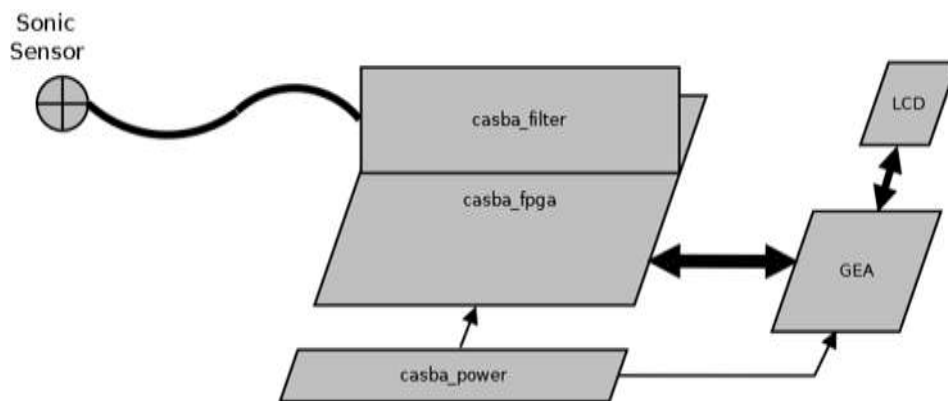 Sonic
Sensor
casba_filter
LCD
casba_fpga
GEA
casba_power